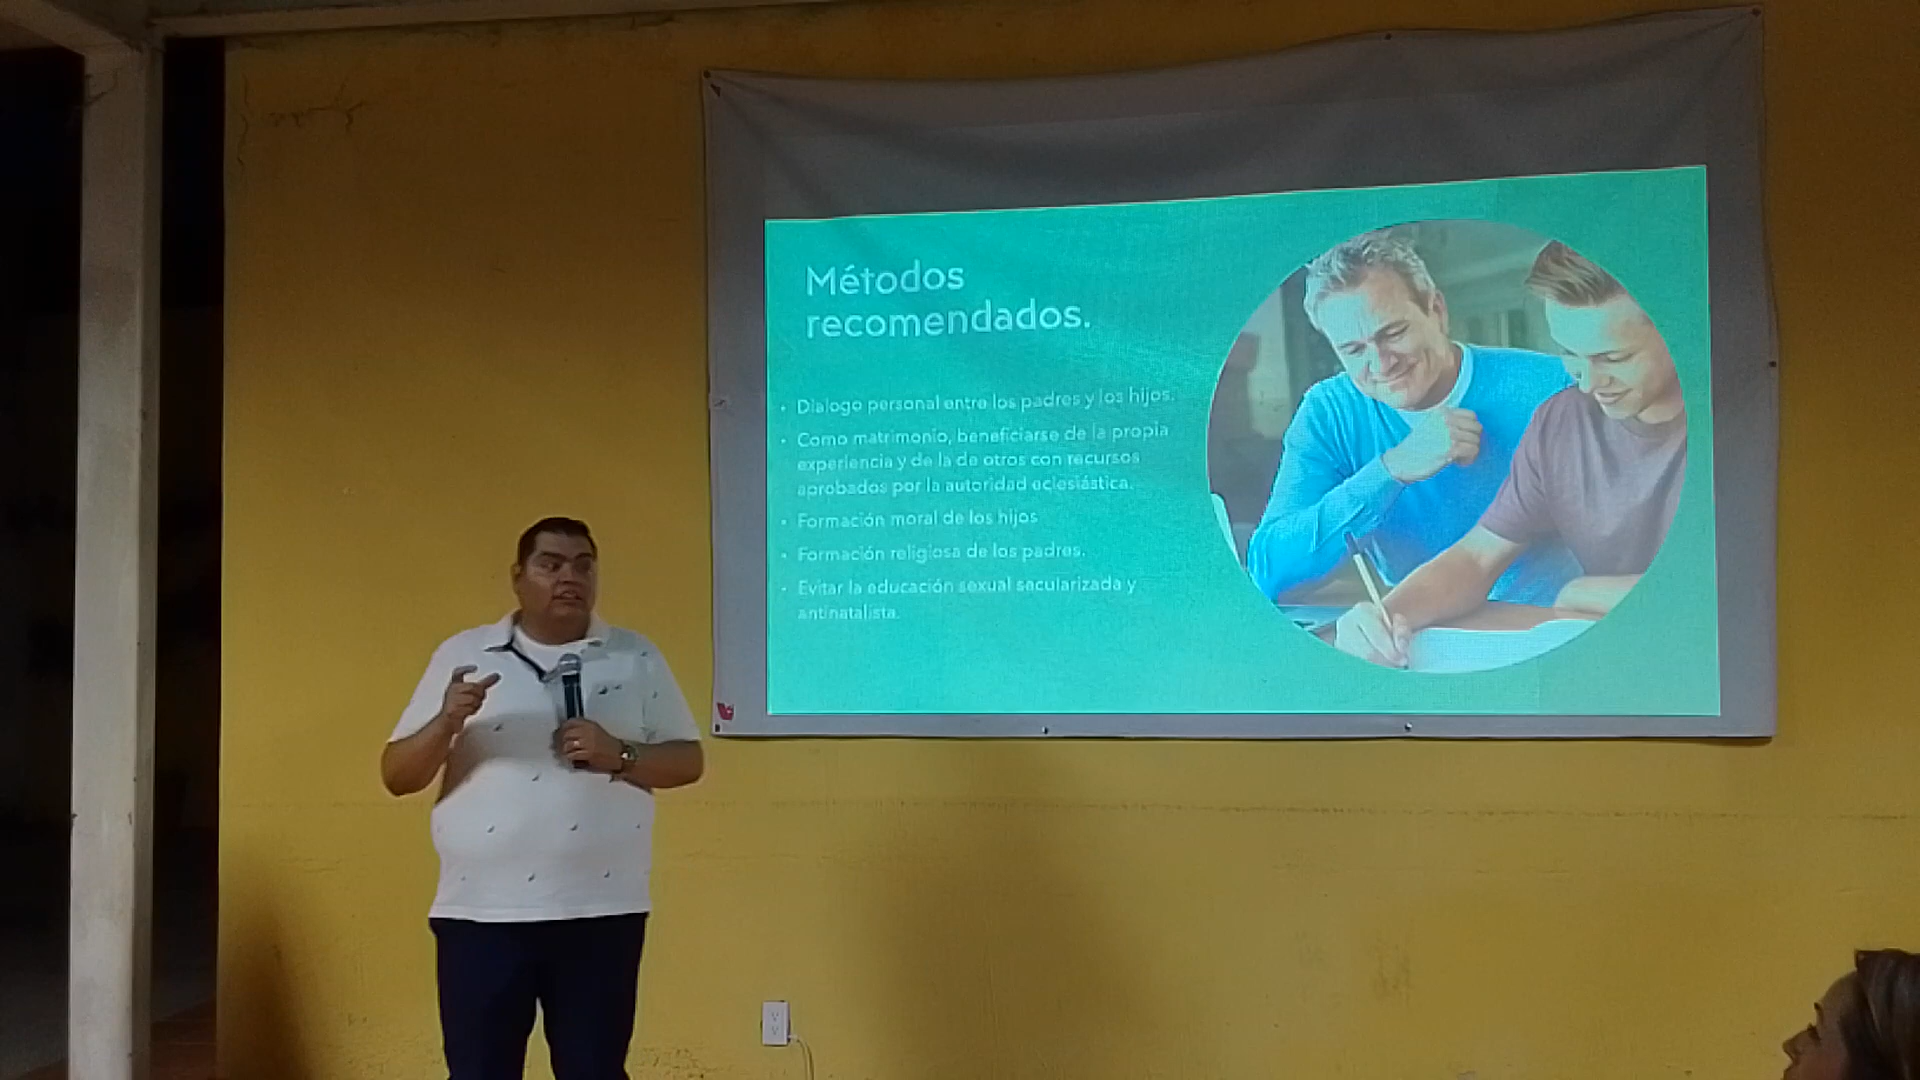 Métodos
recomendados.
• Dialogo personal entre los padres y los hijos.
• Como matrimonio, beneficiarse de la propia
experiencia y de la de otros con recursos
aprobados por la autoridad eclesiástica.
• Formación moral de los hijos
• Formación religiosa de los padres.
• Evitar la educación sexual secularizada y
antinatalista.